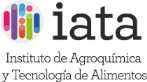 iata
Instituto de Agroquímica
y Tecnología de Alimentos